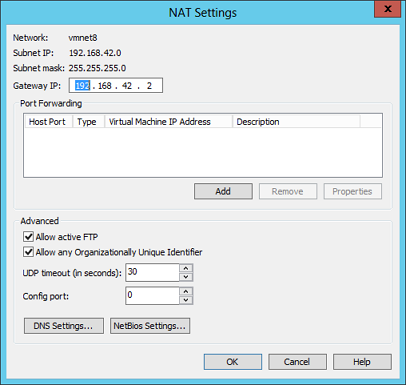 NAT Settings
Network: vmnet8
Subnet IP: 192.168.42.0
Subnet mask: 255.255.255.0
Gateway IP: 192 . 168 . 42 . 2
Port Forwarding
Host Port Type Virtual Machine IP Address Description
Add Remove Properties
Advanced
Allow active FTP
Allow any Organizationally Unique Identifier
UDP timeout (in seconds): 30
Config port: 0
DNS Settings... NetBios Settings...
OK Cancel Help